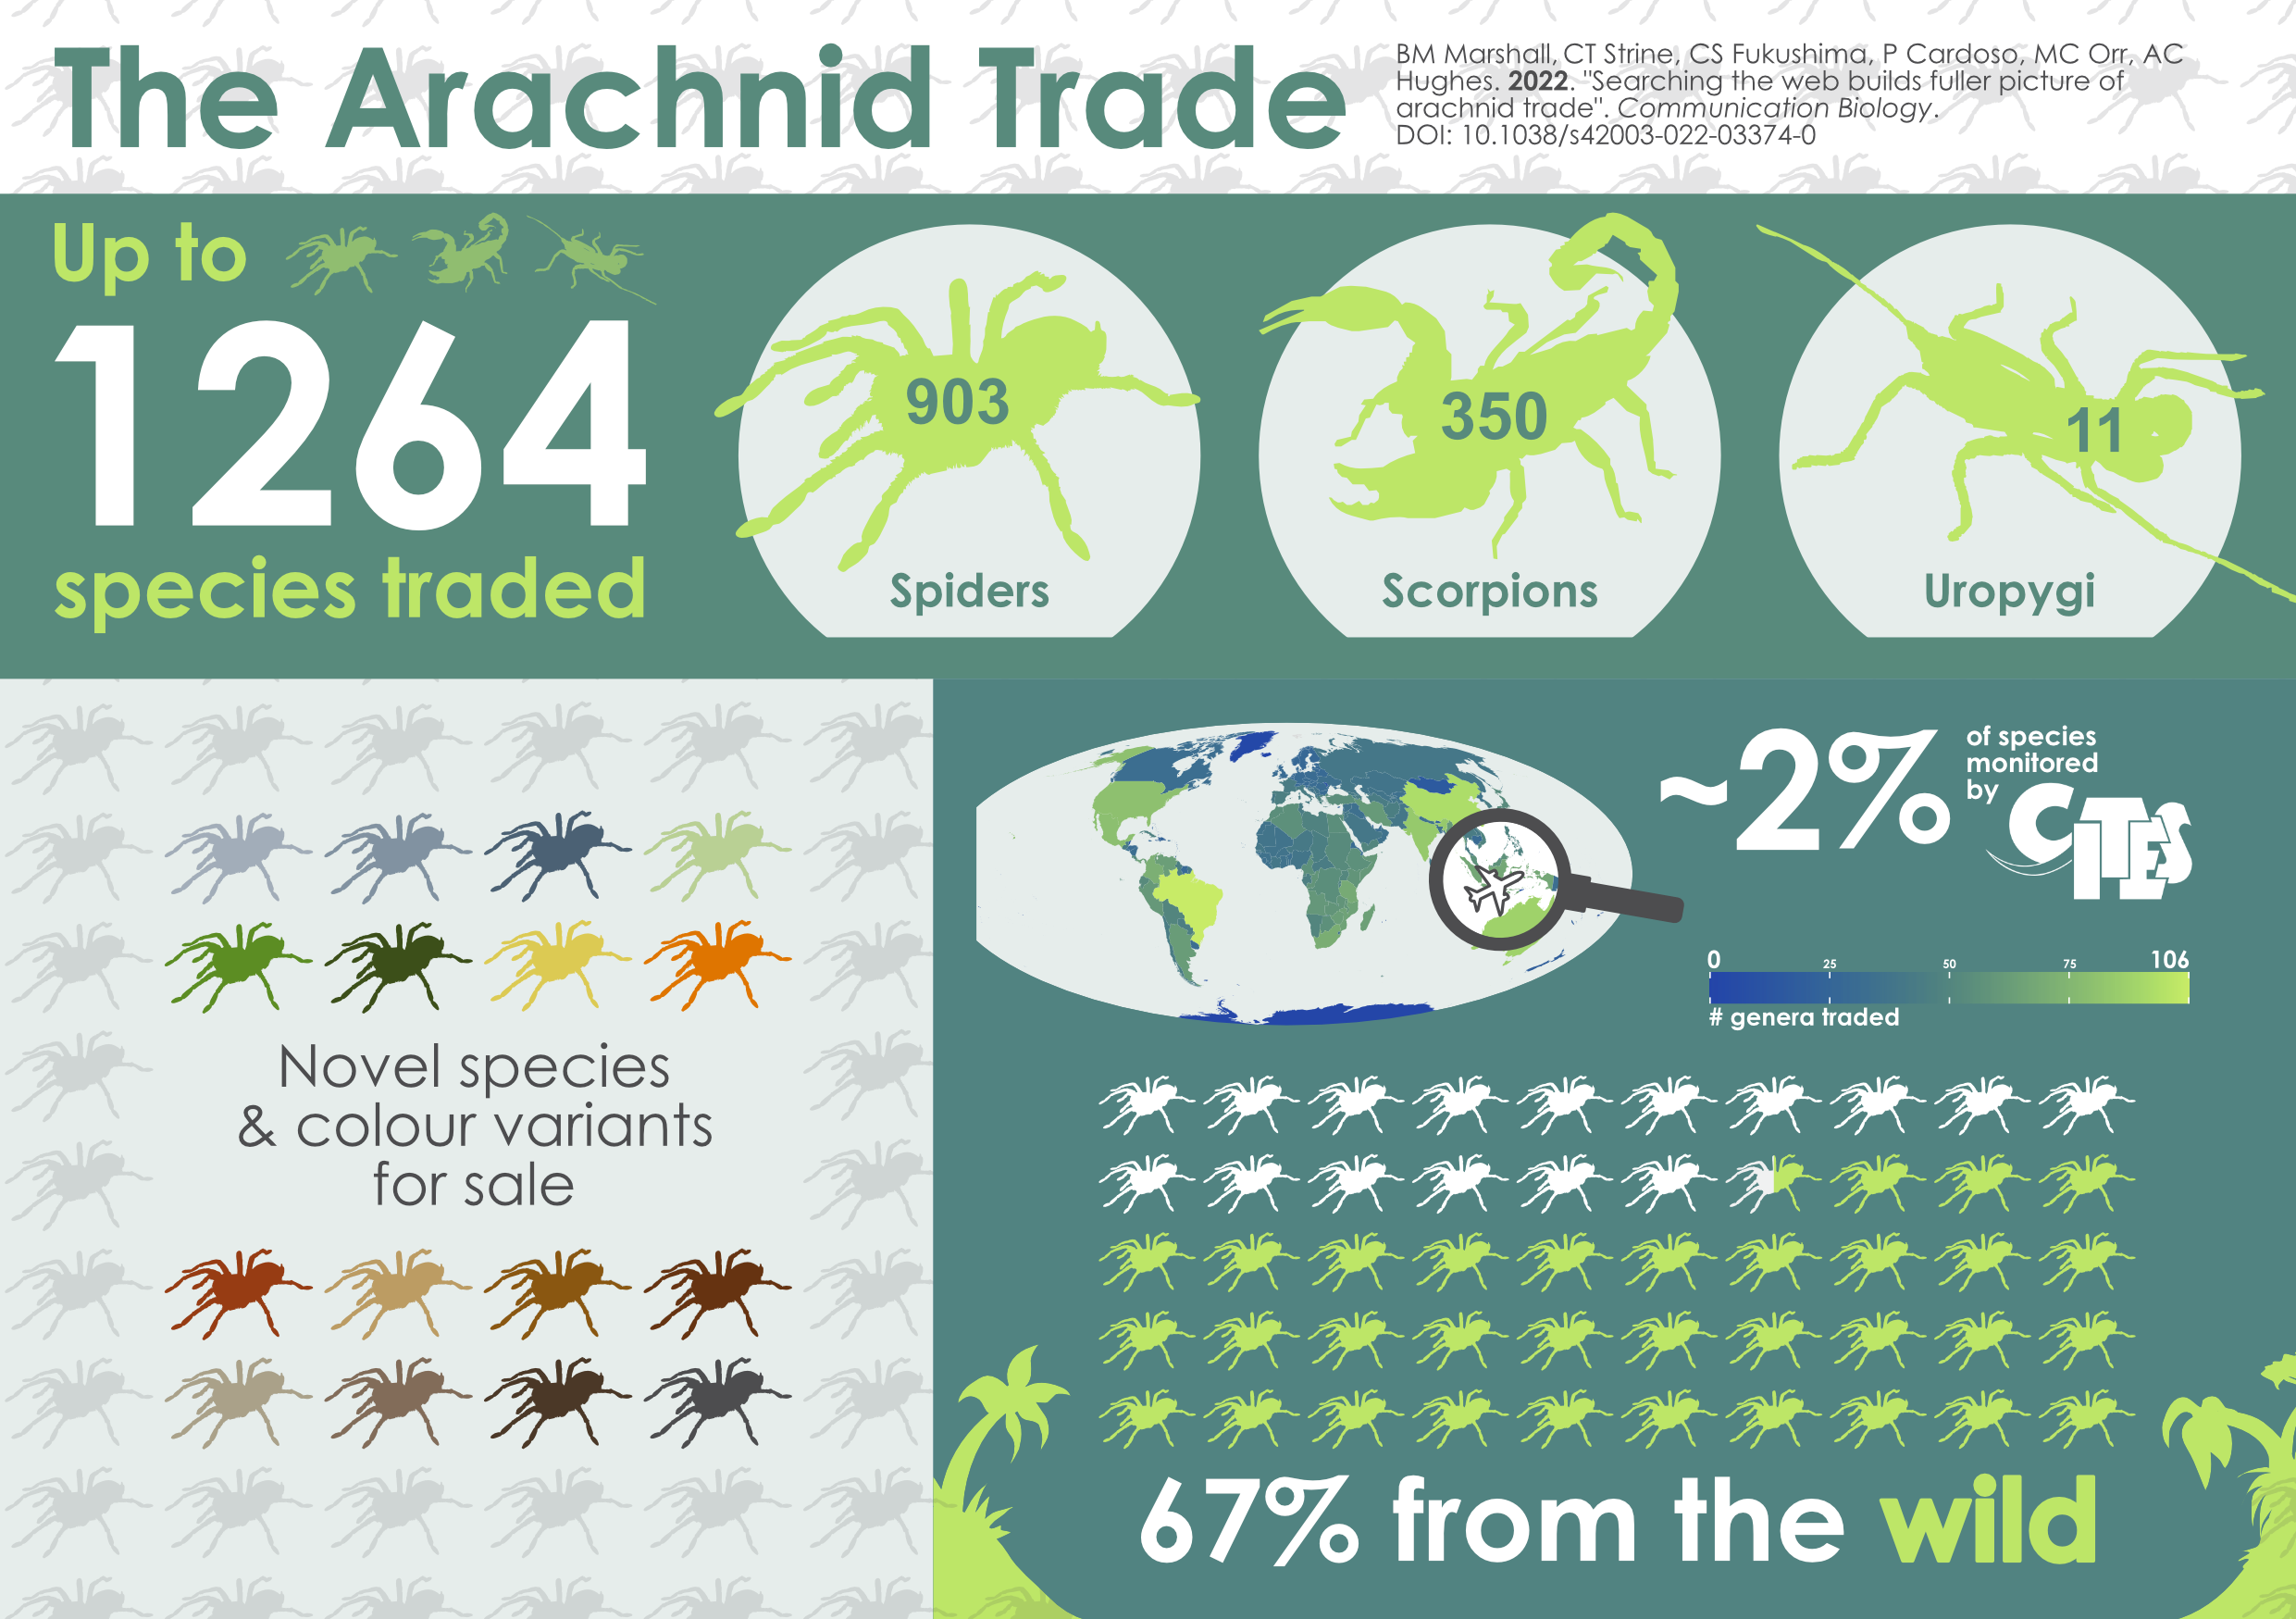 The Arachnid Trade
BM Marshall, CT Strine, CS Fukushima, P Cardoso, MC Orr, AC
Hughes. 2022. "Searching the web builds fuller picture of
arachnid trade". Communication Biology.
DOI: 10.1038/s42003-022-03374-0
Up to
1264
species traded
903
Spiders
350
Scorpions
11
Uropygi
Novel species
& colour variants
for sale
~2%
of species
monitored
by
CITES
0 25 50 75 106
# genera traded
67% from the wild